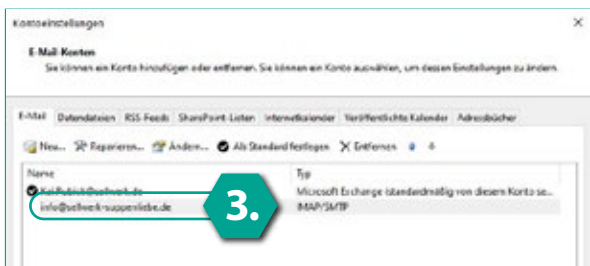 Kontoeinstellungen
E-Mail-Konten
Sie können ein Konto hinzufügen oder entfernen. Sie können ein Konto auswählen, um dessen Einstellungen zu ändern.
E-Mail Datendateien RSS-Feeds SharePoint-Listen Internetkalender Veröffentlichte Kalender Adressbücher
Neu... Reparieren... Ändern... Als Standard festlegen Entfernen
Name Typ
@sellwerk.de Microsoft Exchange (standardmäßig von diesem Konto se...
info@sellwerk-suppenliebe.de IMAP/SMTP
3.